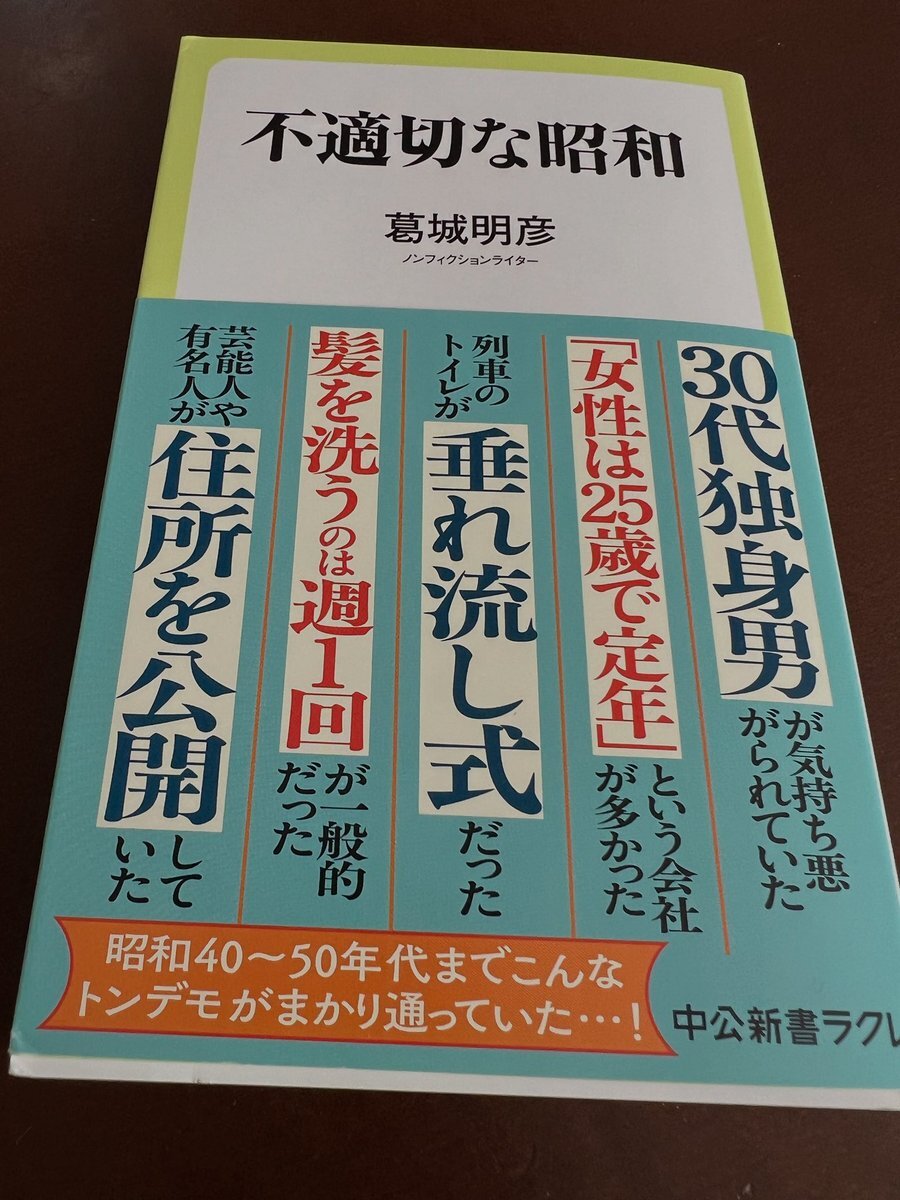 不適切な昭和
葛城明彦
ノンフィクションライター
30代独身男が気持ち悪
がられていた
「女性は25歳で定年」という会社
が多かった
列車の
トイレが垂れ流し式だった
髪を洗うのは週1回が一般的
だった
芸能人や
有名人が住所を公開して
いた
昭和40～50年代までこんな
トンデモがまかり通っていた…!
中公新書ラクレ